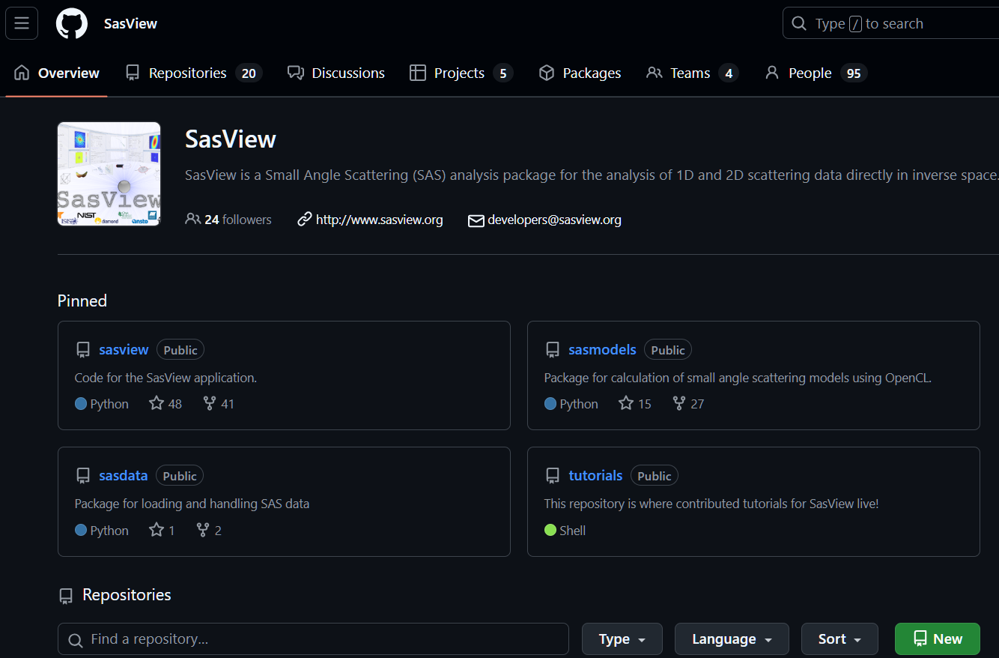 SasView
Type / to search
Overview
Repositories 20
Discussions
Projects 5
Packages
Teams 4
People 95
SasView
NIST
ISIS
diamond
ansto
SasView
SasView is a Small Angle Scattering (SAS) analysis package for the analysis of 1D and 2D scattering data directly in inverse space.
24 followers
http://www.sasview.org
developers@sasview.org
Pinned
sasview Public
Code for the SasView application.
Python 48 41
sasmodels Public
Package for calculation of small angle scattering models using OpenCL.
Python 15 27
sasdata Public
Package for loading and handling SAS data
Python 1 2
tutorials Public
This repository is where contributed tutorials for SasView live!
Shell
Repositories
Find a repository...
Type
Language
Sort
New